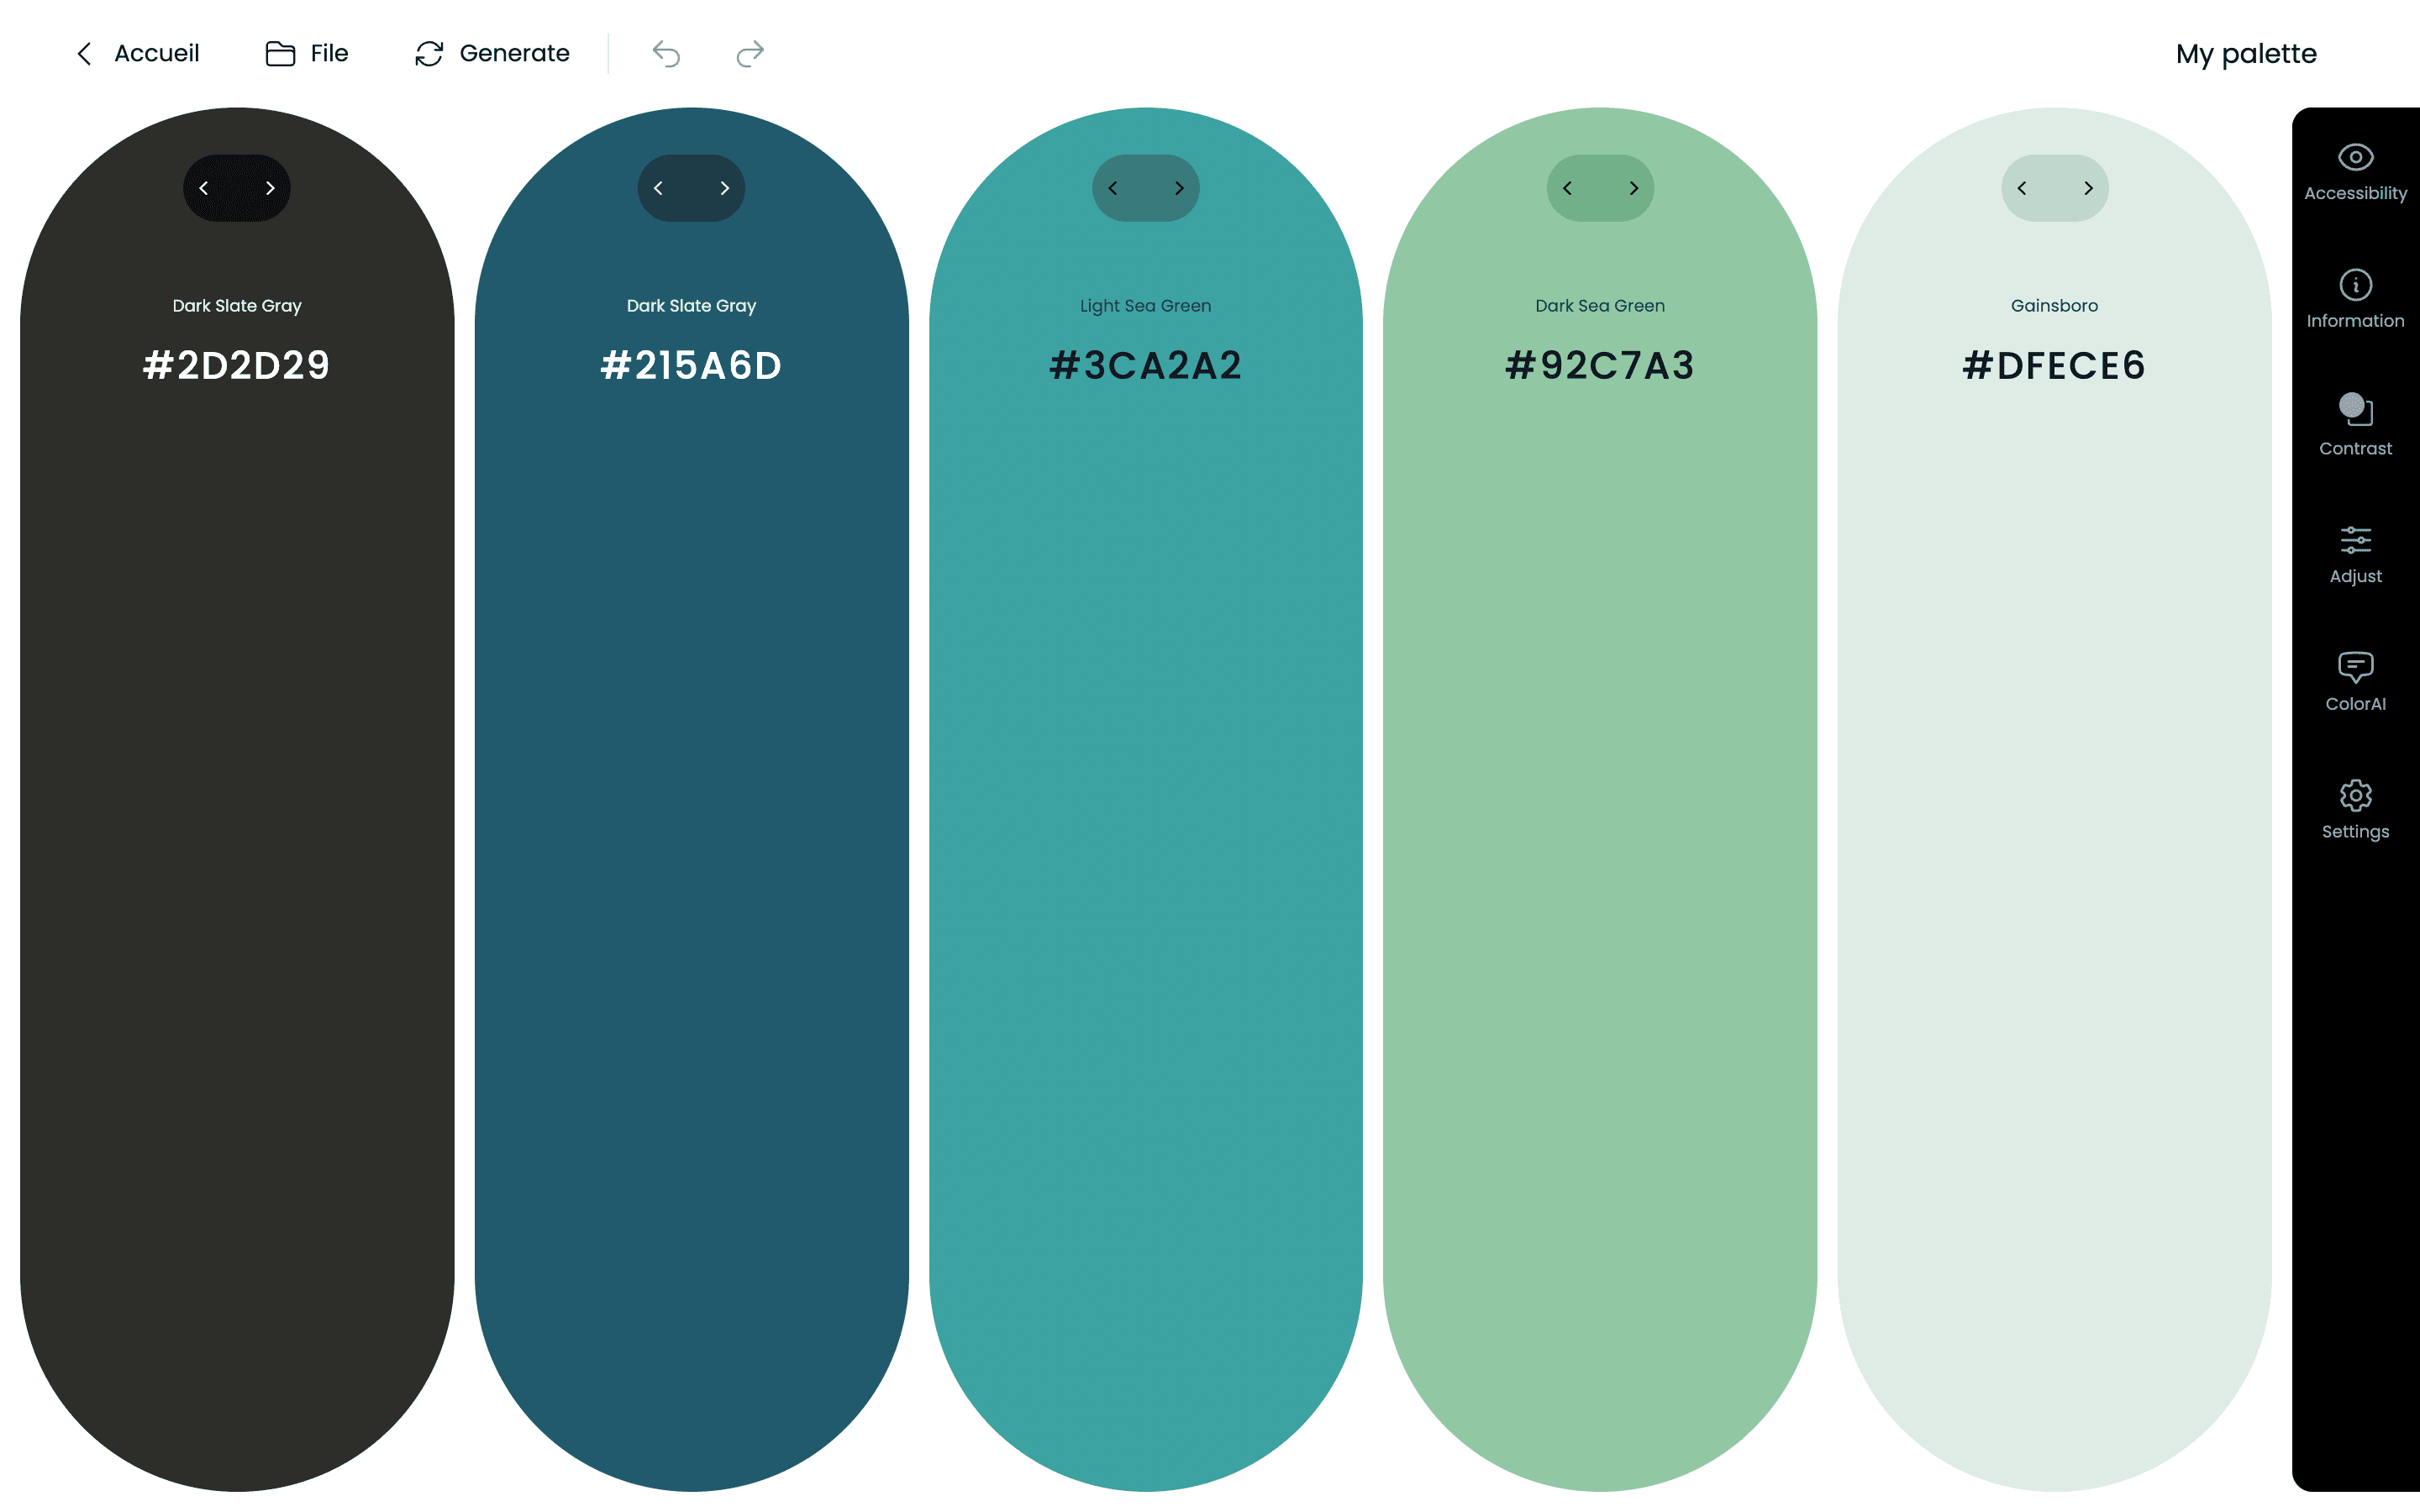 Accueil
File
Generate
My palette
Dark Slate Gray
#2D2D29
Dark Slate Gray
#215A6D
Light Sea Green
#3CA2A2
Dark Sea Green
#92C7A3
Gainsboro
#DFECE6
Accessibility
Information
Contrast
Adjust
ColorAI
Settings